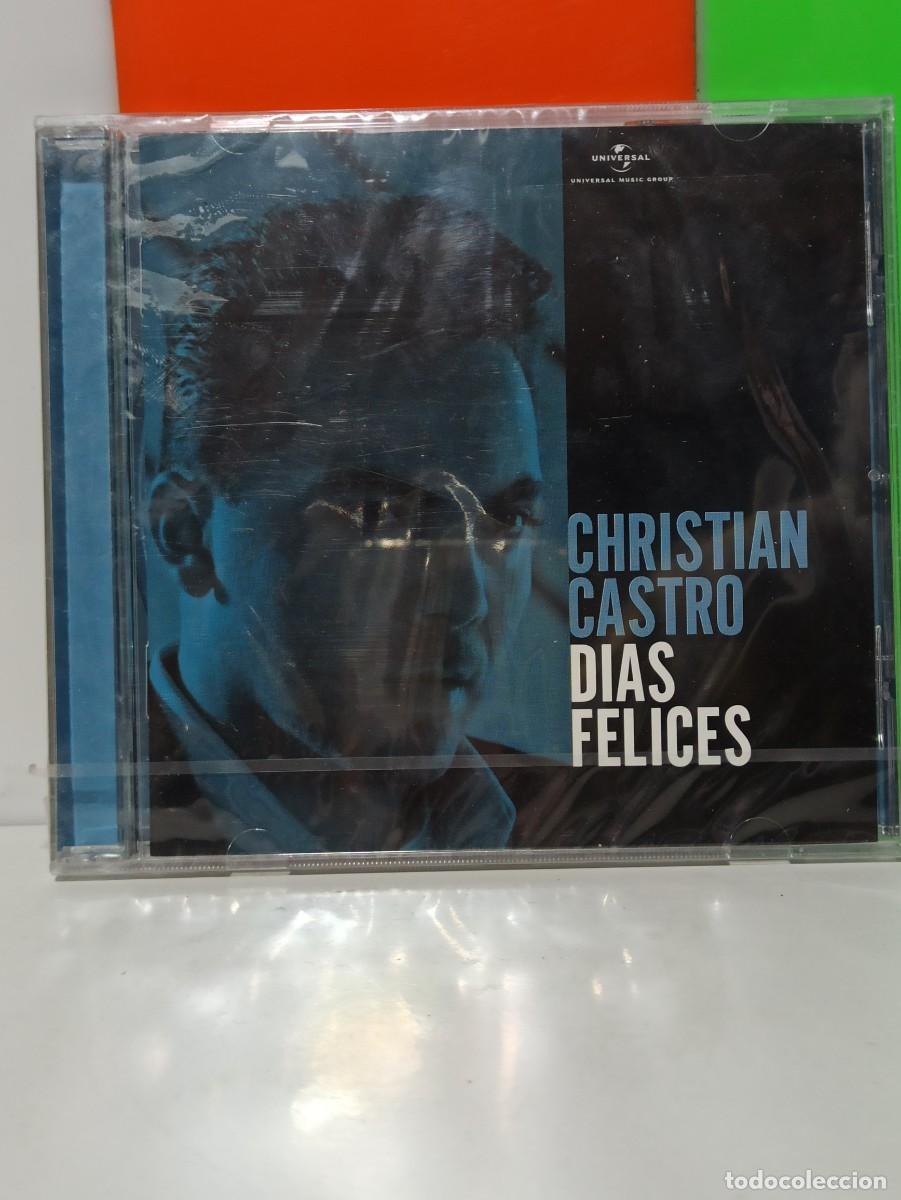 UNIVERSAL
UNIVERSAL MUSIC GROUP
CHRISTIAN
CASTRO
DIAS
FELICES
todocoleccion